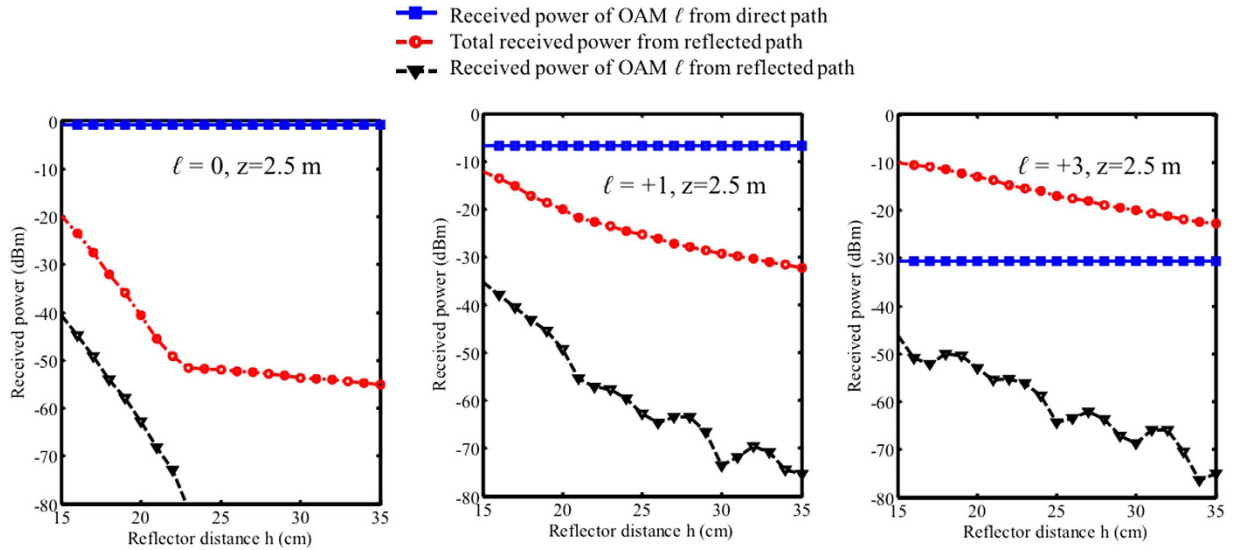 Received power of OAM ℓ from direct path
Total received power from reflected path
Received power of OAM ℓ from reflected path
Received power (dBm)
0
-10
-20
-30
-40
-50
-60
-70
-80
ℓ = 0, z=2.5 m
15 20 25 30 35
Reflector distance h (cm)
Received power (dBm)
0
-10
-20
-30
-40
-50
-60
-70
-80
ℓ = +1, z=2.5 m
15 20 25 30 35
Reflector distance h (cm)
Received power (dBm)
0
-10
-20
-30
-40
-50
-60
-70
-80
ℓ = +3, z=2.5 m
15 20 25 30 35
Reflector distance h (cm)